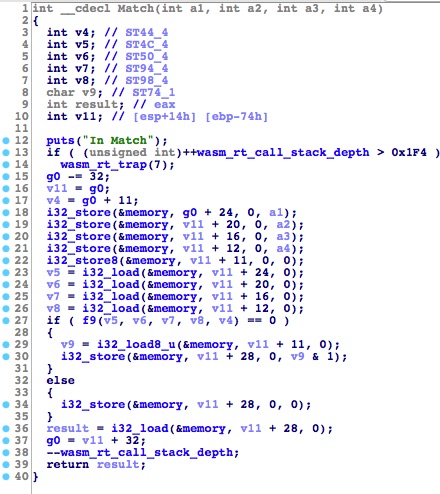 1 int __cdecl Match(int a1, int a2, int a3, int a4)
2 {
3 int v4; // ST44_4
4 int v5; // ST4C_4
5 int v6; // ST50_4
6 int v7; // ST94_4
7 int v8; // ST98_4
8 char v9; // ST74_1
9 int result; // eax
10 int v11; // [esp+14h] [ebp-74h]
11
12 puts("In Match");
13 if ( (unsigned int)++wasm_rt_call_stack_depth > 0x1F4 )
14 wasm_rt_trap(7);
15 g0 -= 32;
16 v11 = g0;
17 v4 = g0 + 11;
18 i32_store(&memory, g0 + 24, 0, a1);
19 i32_store(&memory, v11 + 20, 0, a2);
20 i32_store(&memory, v11 + 16, 0, a3);
21 i32_store(&memory, v11 + 12, 0, a4);
22 i32_store8(&memory, v11 + 11, 0, 0);
23 v5 = i32_load(&memory, v11 + 24, 0);
24 v6 = i32_load(&memory, v11 + 20, 0);
25 v7 = i32_load(&memory, v11 + 16, 0);
26 v8 = i32_load(&memory, v11 + 12, 0);
27 if ( f9(v5, v6, v7, v8, v4) == 0 )
28 {
29 v9 = i32_load8_u(&memory, v11 + 11, 0);
30 i32_store(&memory, v11 + 28, 0, v9 & 1);
31 }
32 else
33 {
34 i32_store(&memory, v11 + 28, 0, 0);
35 }
36 result = i32_load(&memory, v11 + 28, 0);
37 g0 = v11 + 32;
38 --wasm_rt_call_stack_depth;
39 return result;
40 }